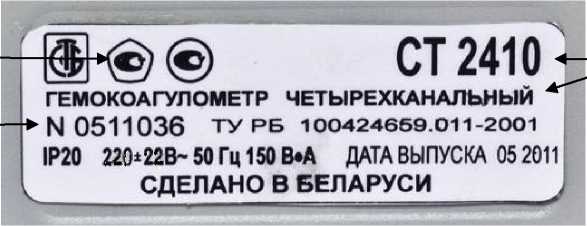 СТ 2410
ГЕМОКОАГУЛОМЕТР ЧЕТЫРЕХКАНАЛЬНЫЙ
N 0511036 ТУ РБ 100424659.011-2001
IP20 220±22В~ 50 Гц 150 В•А ДАТА ВЫПУСКА 05 2011
СДЕЛАНО В БЕЛАРУСИ